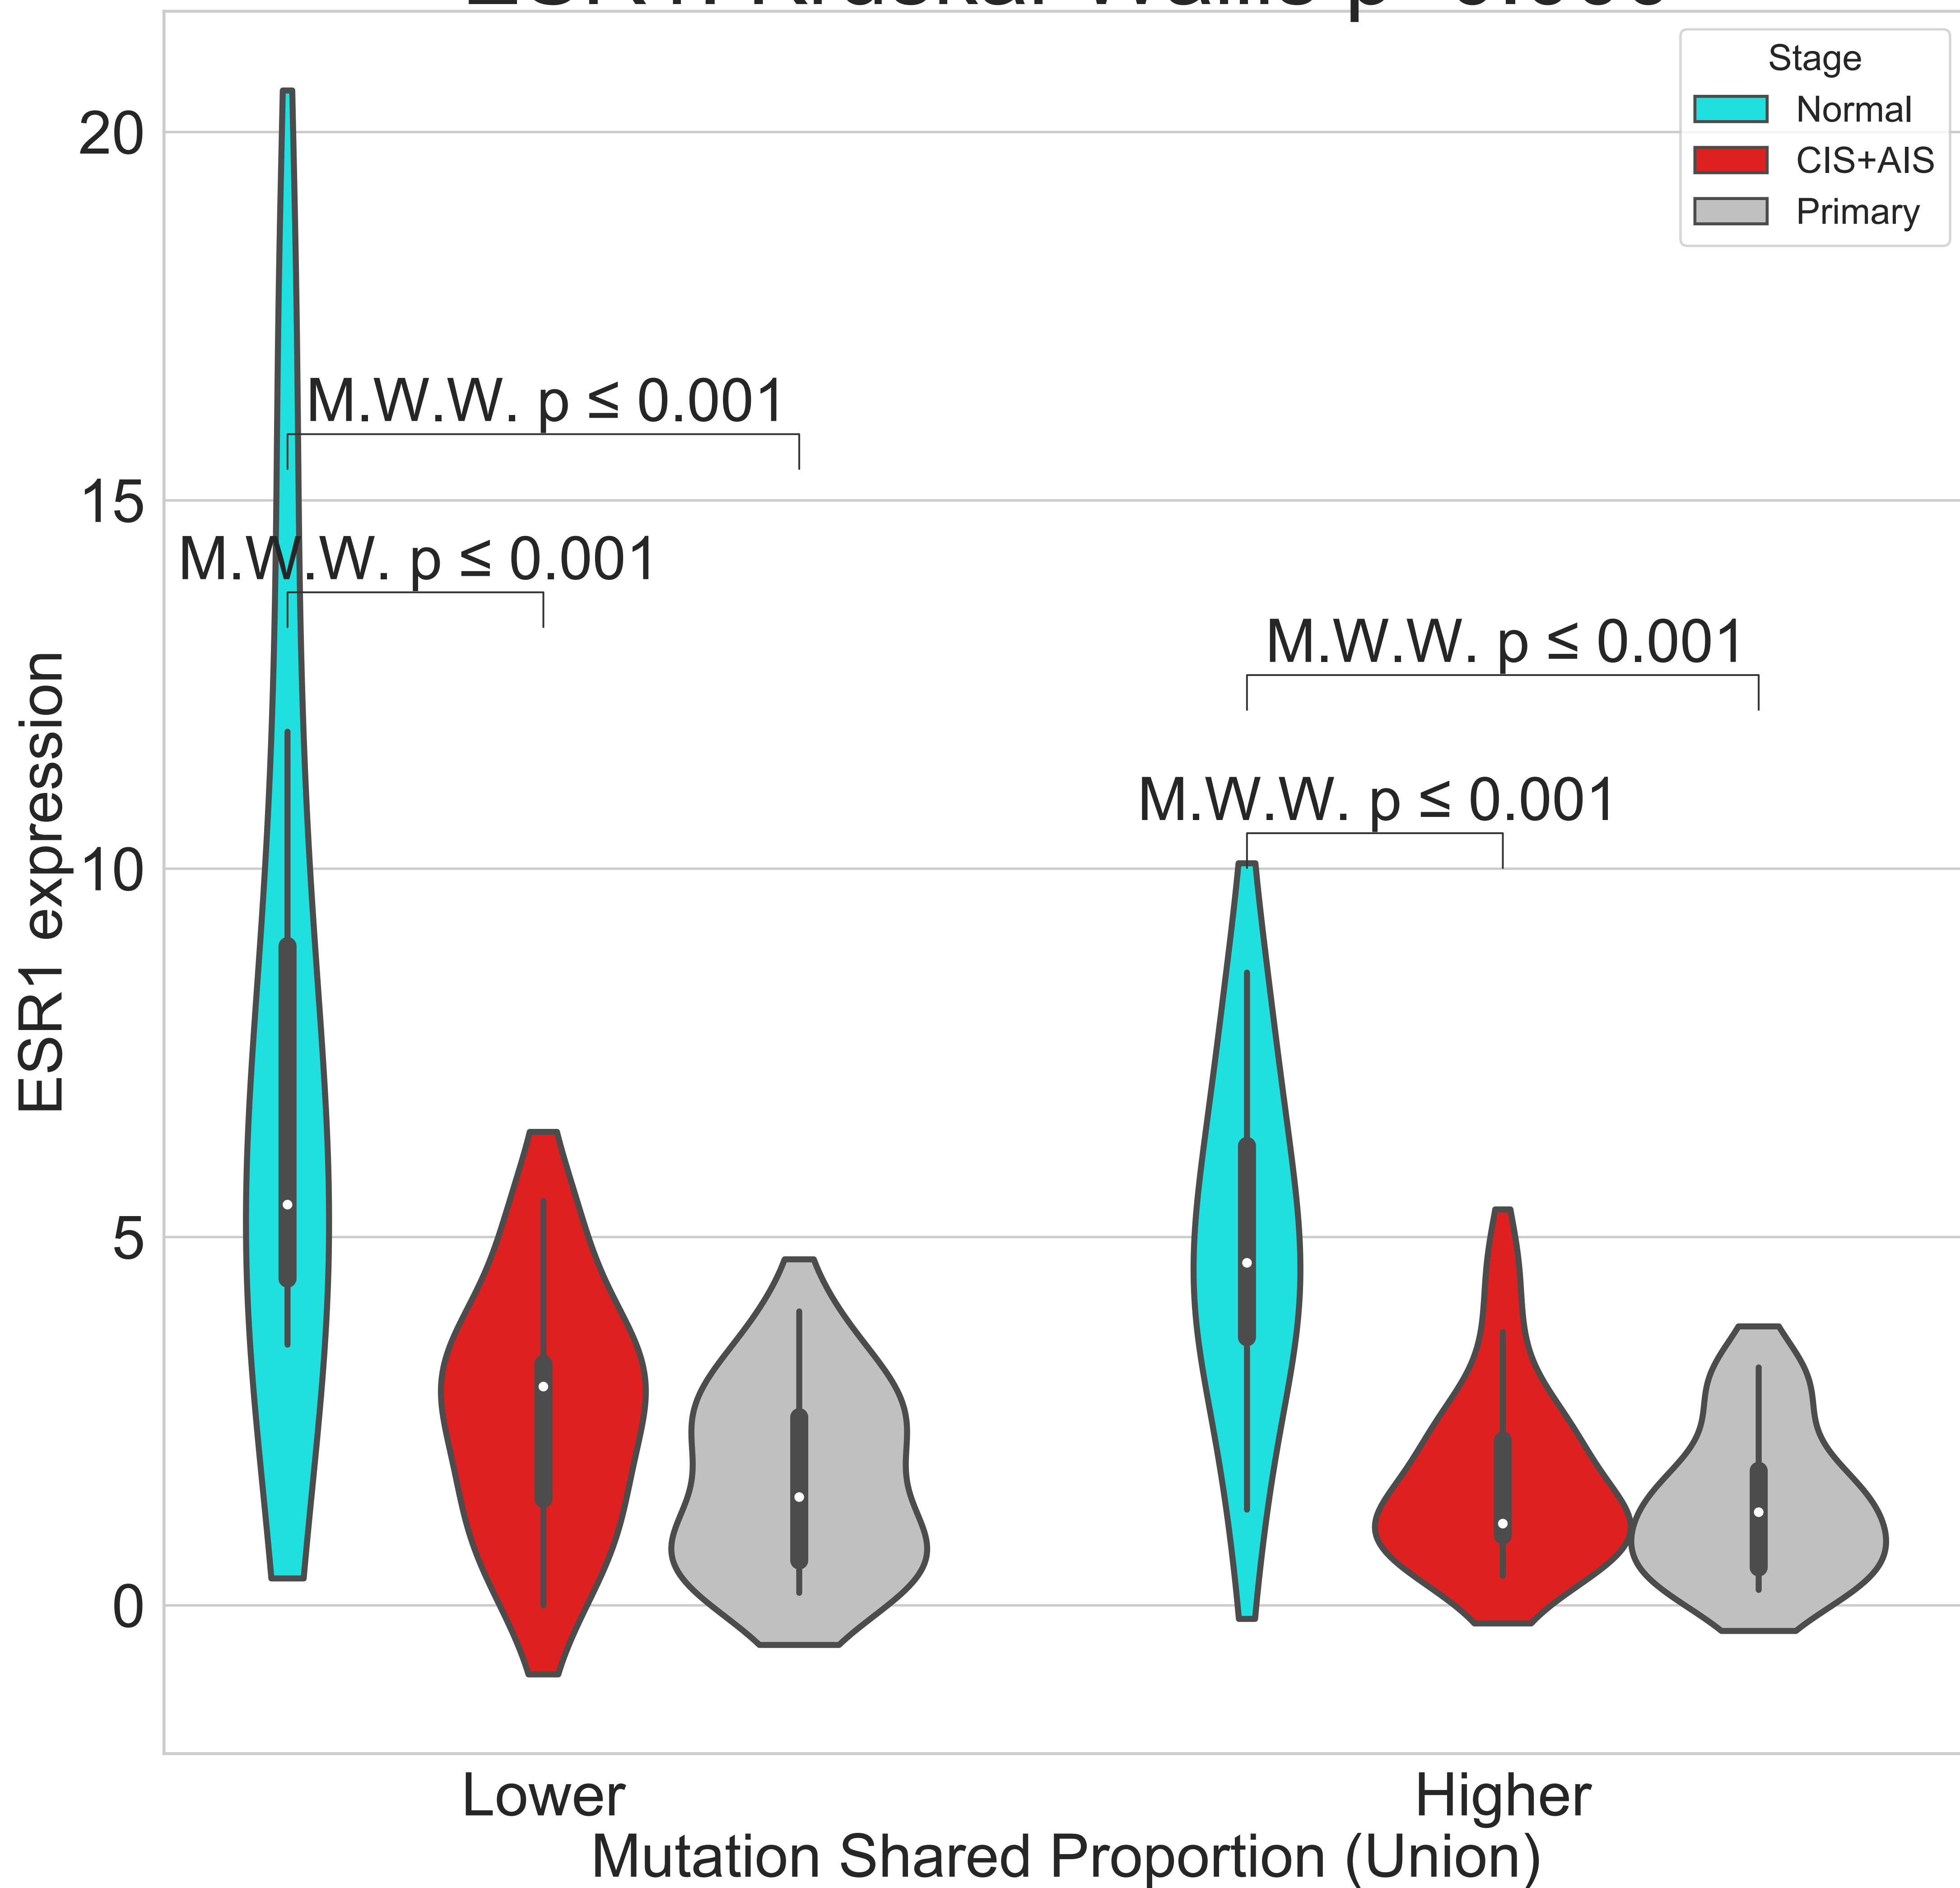 Stage
Normal
CIS+AIS
Primary
20
15
10
5
0
ESR1 expression
M.W.W. p ≤ 0.001
M.W.W. p ≤ 0.001
M.W.W. p ≤ 0.001
M.W.W. p ≤ 0.001
Lower
Higher
Mutation Shared Proportion (Union)